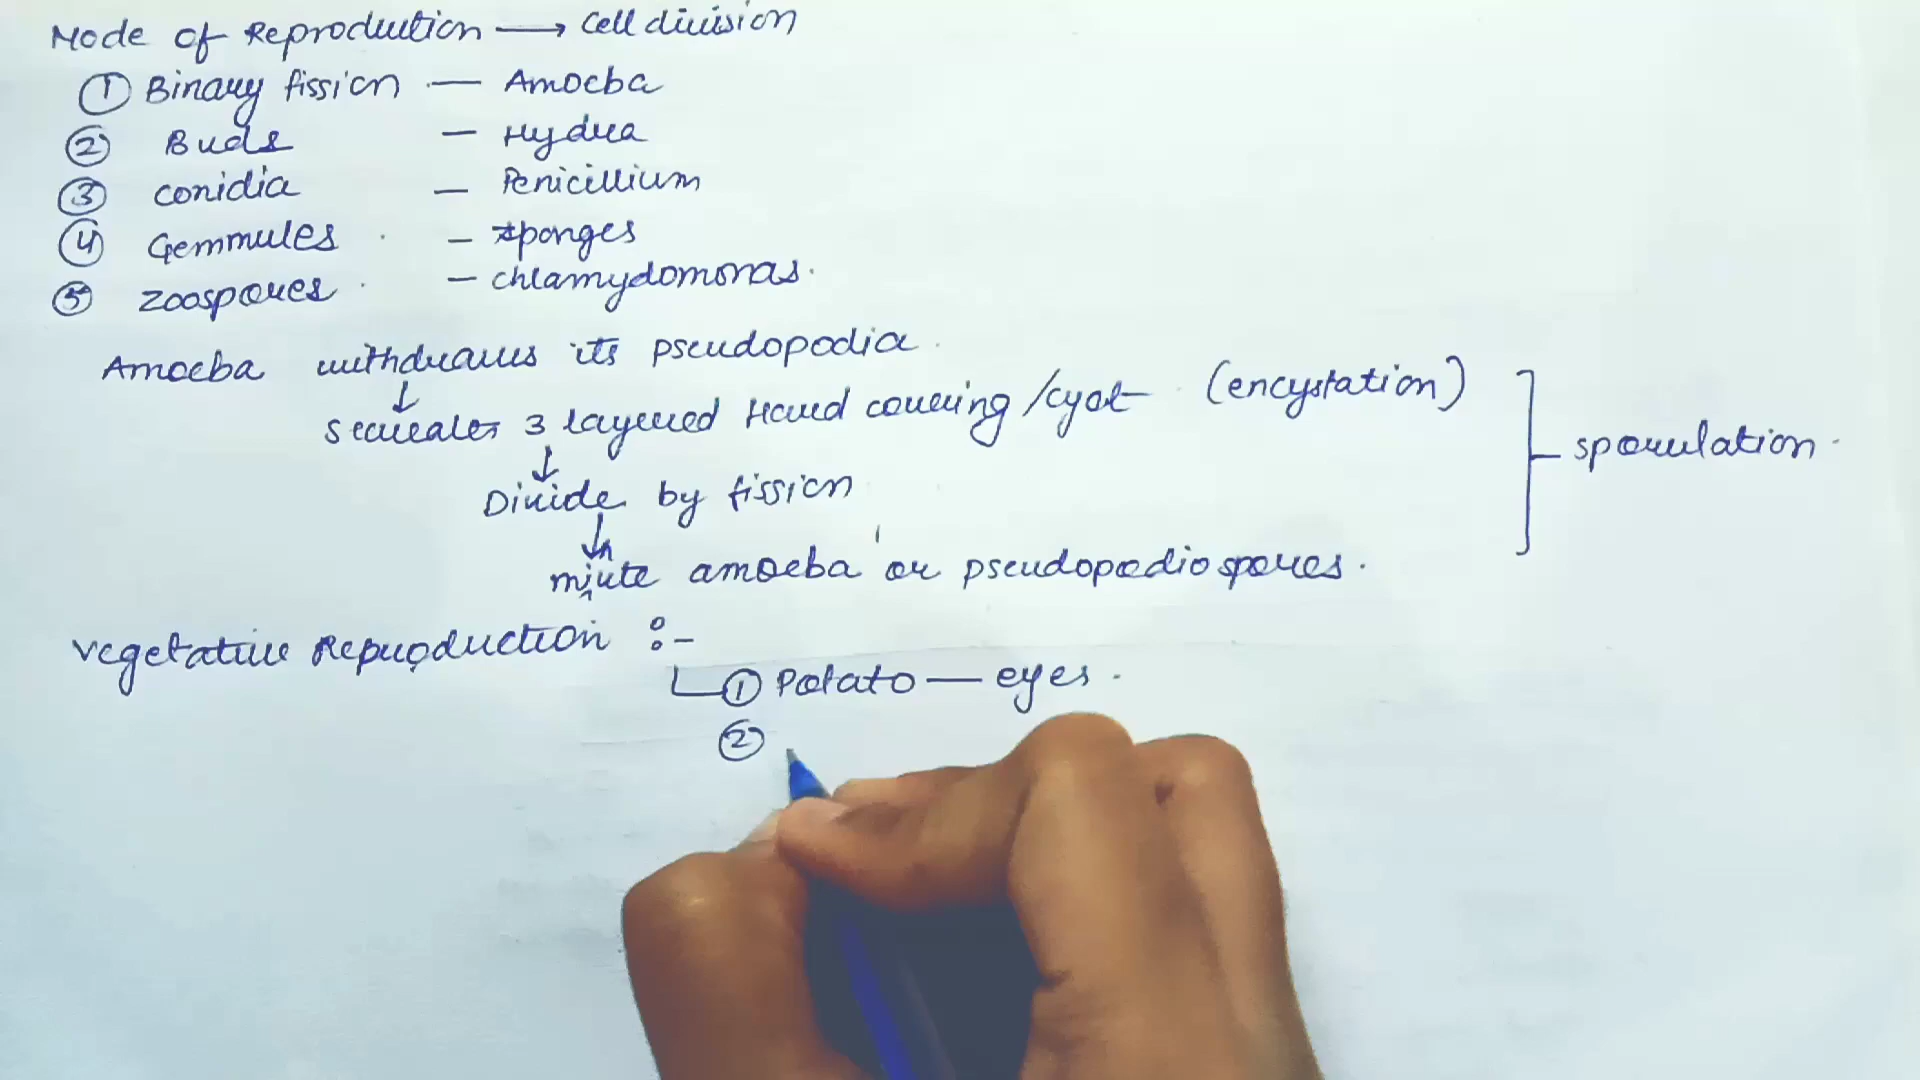 Mode of Reproduction → Cell division
① Binary fission — Amoeba
② Buds — Hydra
③ conidia — Penicillium
④ Gemmules — sponges
⑤ zoospores — chlamydomonas.
Amoeba withdraws its pseudopodia.
↓
secreates 3 layered Hard covering /cyst (encystation)
↓
Divide by fission
sporulation.
↓
minute amoeba or pseudopodiospores.
vegetative Reproduction :-
① Potato — eyes.
②